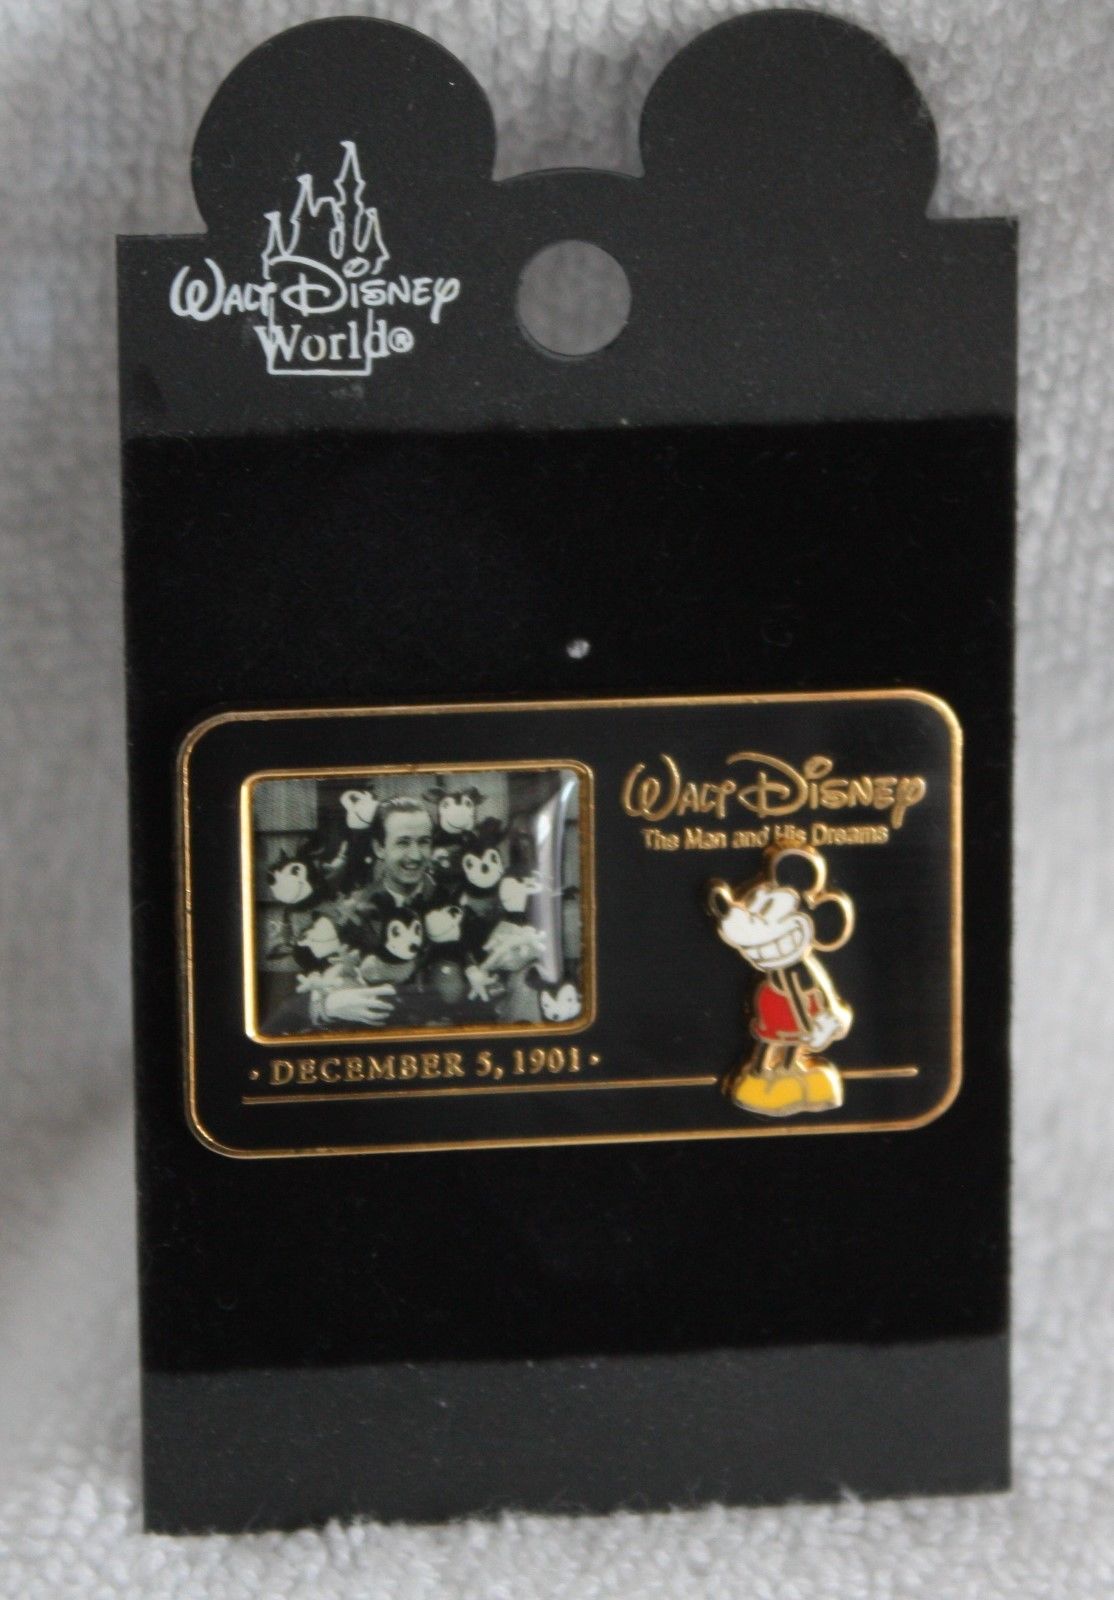 WALT DISNEY
World®
WALT DISNEY
The Man and His Dreams
· DECEMBER 5, 1901 ·